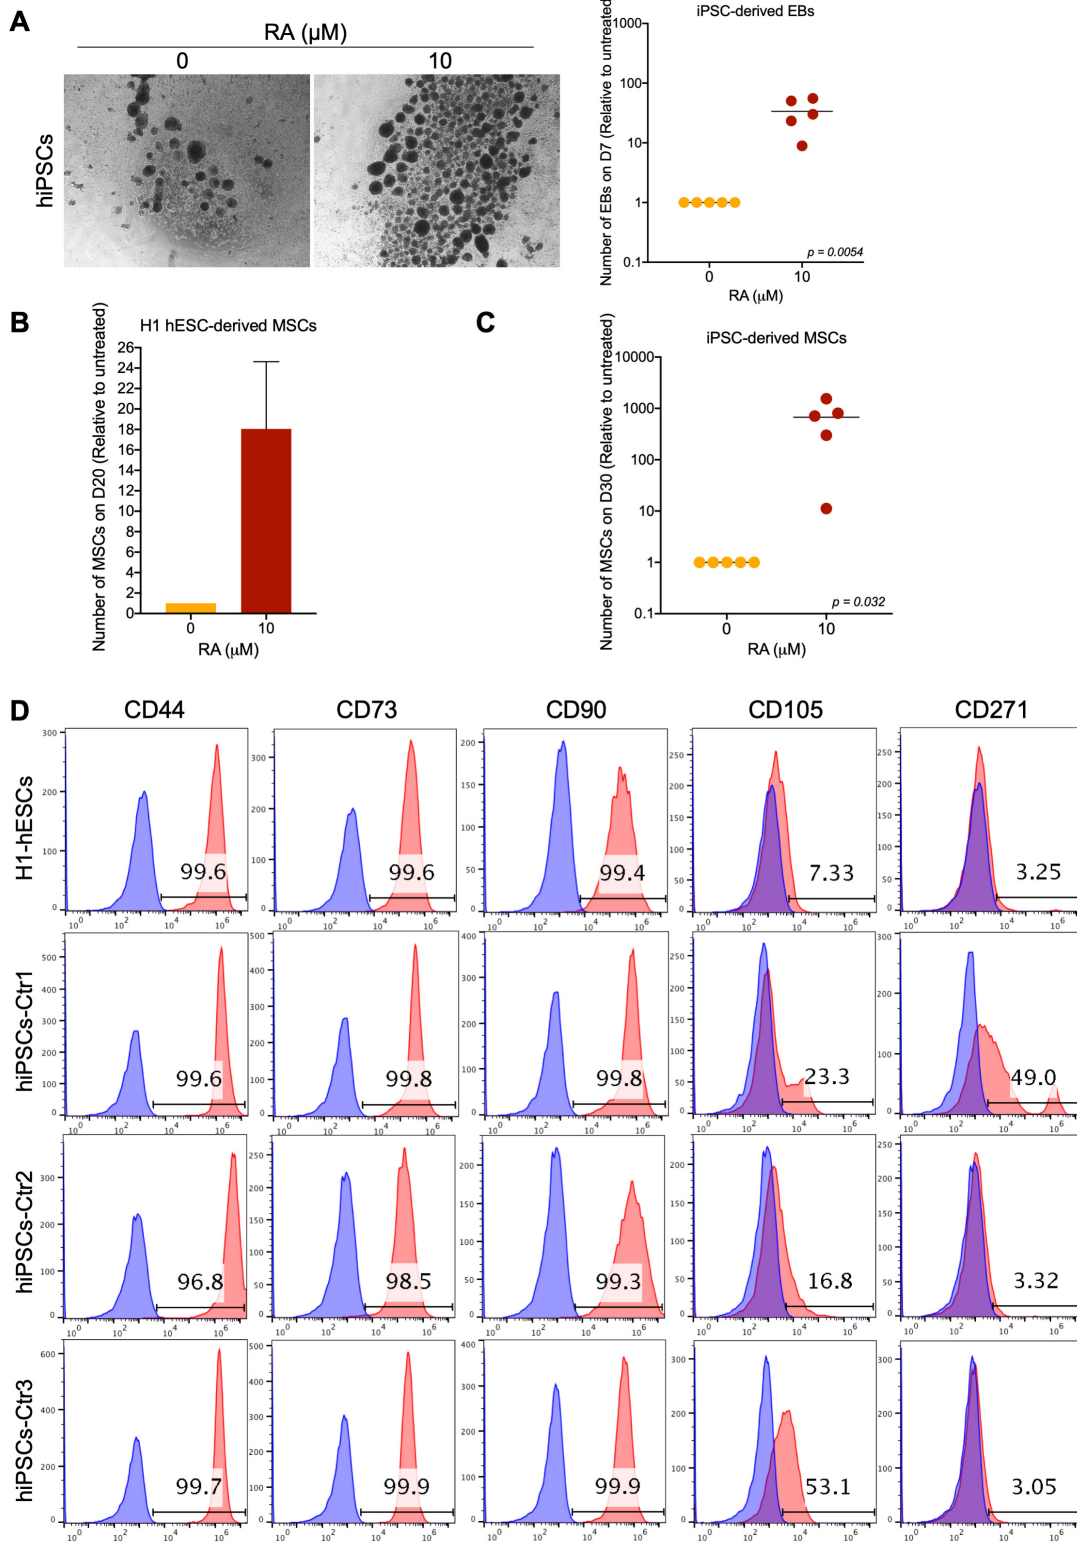 A
RA (μM)
0
10
hiPSCs
iPSC-derived EBs
Number of EBs on D7 (Relative to untreated)
1000
100
10
1
0.1
p = 0.0054
0
10
RA (μM)
B
H1 hESC-derived MSCs
Number of MSCs on D20 (Relative to untreated)
26
24
22
20
18
16
14
12
10
8
6
4
2
0
0
10
RA (μM)
C
iPSC-derived MSCs
Number of MSCs on D30 (Relative to untreated)
10000
1000
100
10
1
0.1
p = 0.032
0
10
RA (μM)
D
CD44
CD73
CD90
CD105
CD271
H1-hESCs
99.6
99.6
99.4
7.33
3.25
hiPSCs-Ctr1
99.6
99.8
99.8
23.3
49.0
hiPSCs-Ctr2
96.8
98.5
99.3
16.8
3.32
hiPSCs-Ctr3
99.7
99.9
99.9
53.1
3.05